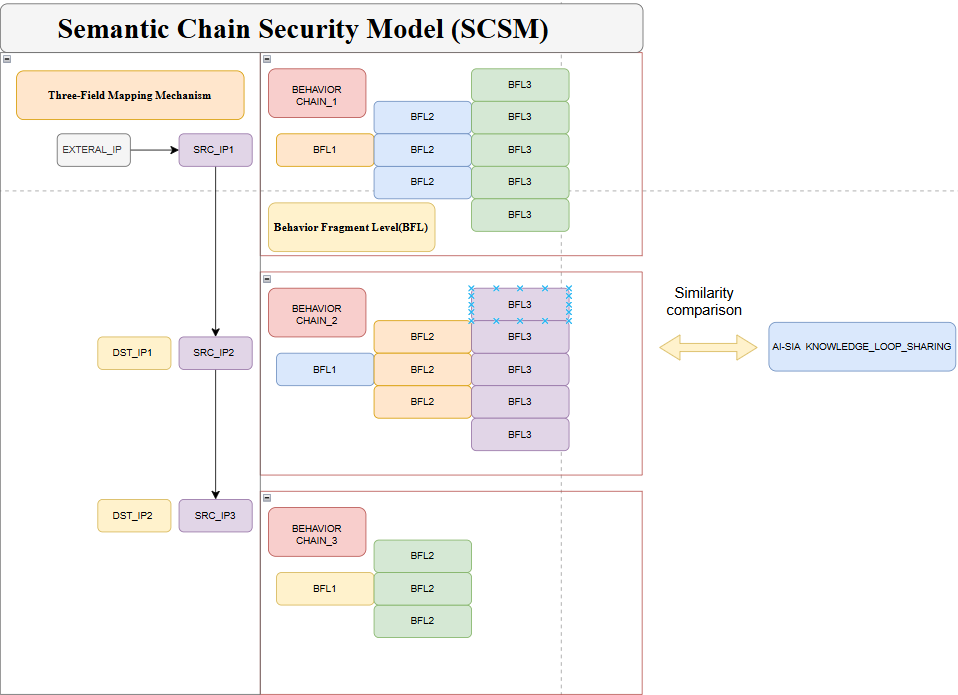 Semantic Chain Security Model (SCSM)
Three-Field Mapping Mechanism
EXTERAL_IP
SRC_IP1
DST_IP1
SRC_IP2
DST_IP2
SRC_IP3
BEHAVIOR
CHAIN_1
BFL1
BFL2
BFL2
BFL2
BFL3
BFL3
BFL3
BFL3
BFL3
Behavior Fragment Level(BFL)
BEHAVIOR
CHAIN_2
BFL1
BFL2
BFL2
BFL2
BFL3
BFL3
BFL3
BFL3
BFL3
BEHAVIOR
CHAIN_3
BFL1
BFL2
BFL2
BFL2
Similarity
comparison
AI-SIA KNOWLEDGE_LOOP_SHARING